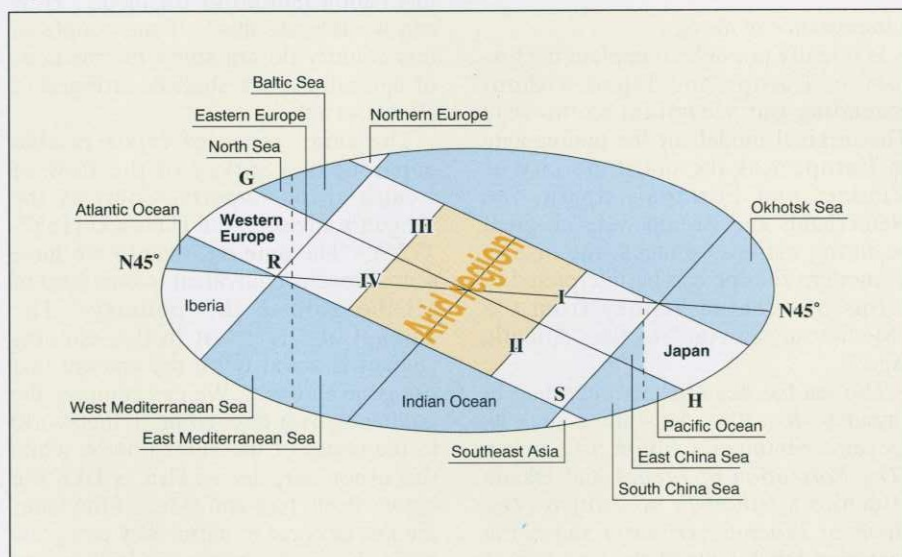 Baltic Sea
Eastern Europe
Northern Europe
North Sea
G
Atlantic Ocean
Western
Europe
III
Okhotsk Sea
N45°
R
IV
Arid region
I
N45°
Iberia
II
Japan
West Mediterranean Sea
Indian Ocean
S
H
East Mediterranean Sea
Pacific Ocean
Southeast Asia
East China Sea
South China Sea